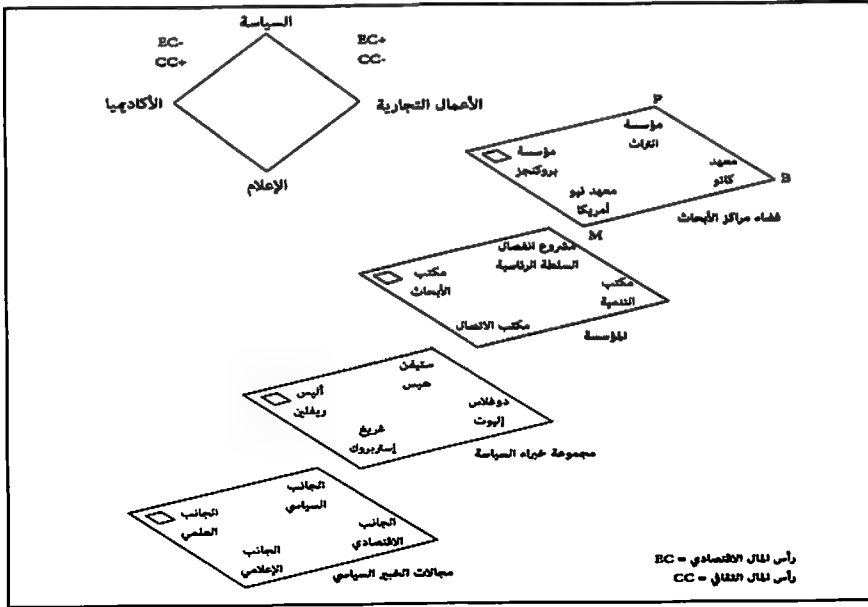 السياسة
EC-
CC+
EC+
CC-
الأكاديميا
الأعمال التجارية
الإعلام
P
مؤسسة
انتراث
مؤسسة
بروكنجز
معهد
كاتو
B
معهد نيو
أمريكا
M
فضاء مراكز الأبحاث
مشروع انفصال
السلطة الرئاسية
مكتب
الأبحاث
مكتب
التنمية
مكتب الاتصال
المؤسسة
ستيفن
هيس
أليس
ريفلين
دوغلاس
إليوت
غريغ
إستربروك
مجموعة خبراء السياسة
الجانب
السياسي
الجانب
العلمي
الجانب
الاقتصادي
الجانب
الإعلامي
مجالات الخبير السياسي
رأس المال الاقتصادي = EC
رأس المال الثقافي = CC